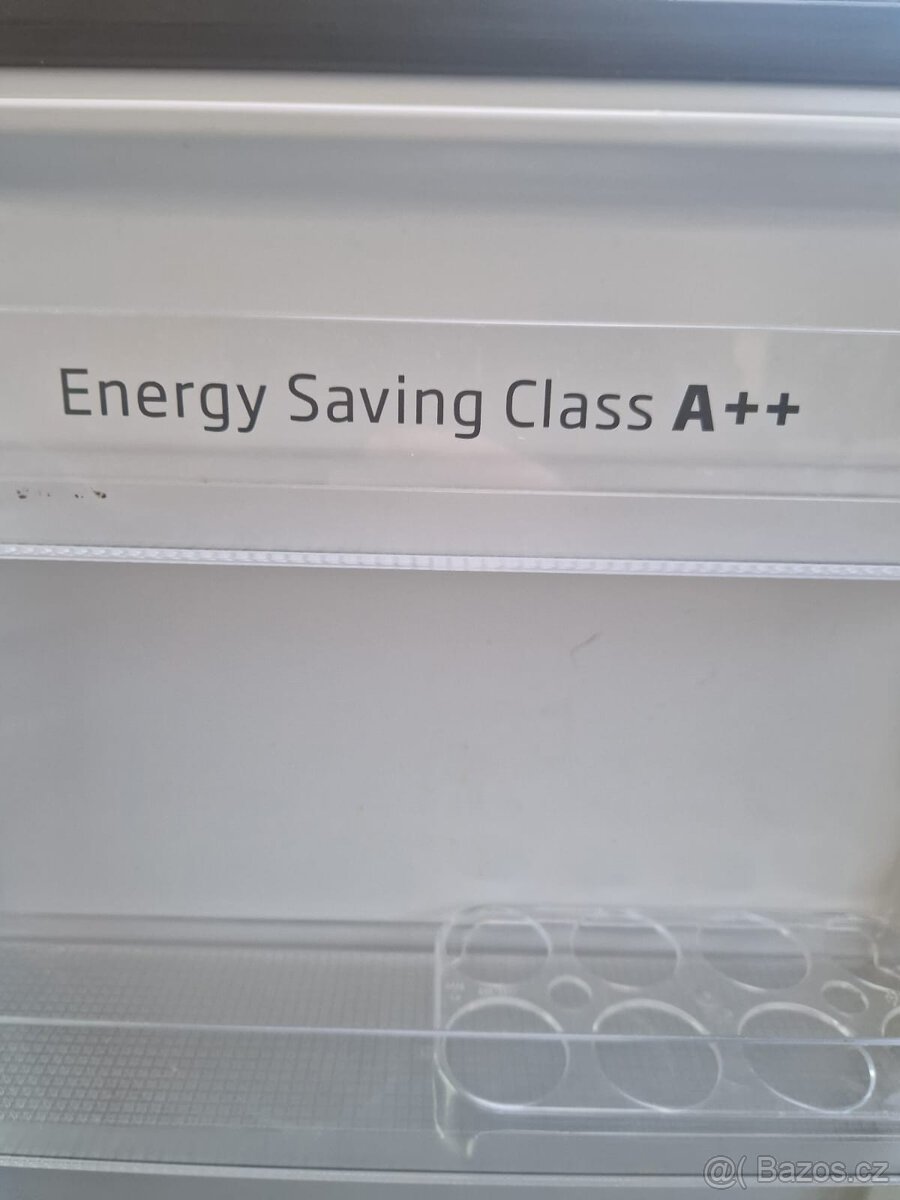 Energy Saving Class A++
@( Bazos.cz